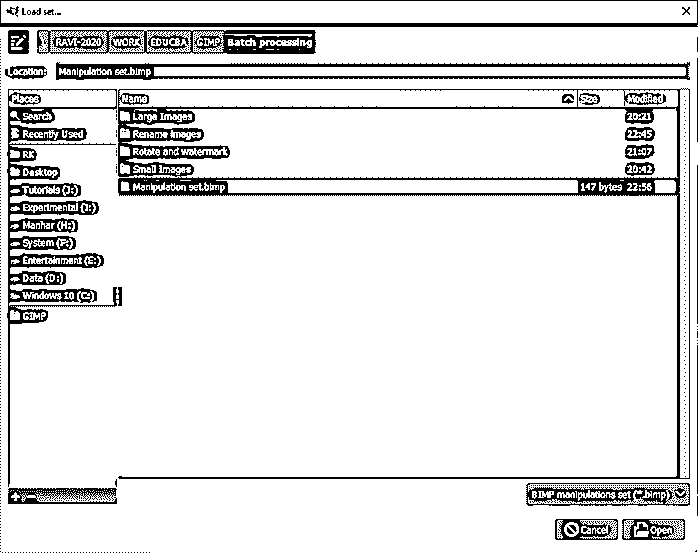 Load set...
RAVI-2020 WORK EDUCBA GIMP Batch processing
Location: Manipulation set.bimp
Places Name Size Modified
Search Large Images 20:21
Recently Used Rename images 22:45
RK Rotate and watermark 21:07
Desktop Small Images 20:42
Tutorials (J:) Manipulation set.bimp 147 bytes 22:56
Experimental (I:)
Manhar (H:)
System (F:)
Entertainment (E:)
Data (D:)
Windows 10 (C:)
GIMP
BIMP manipulations set (*.bimp)
Cancel Open